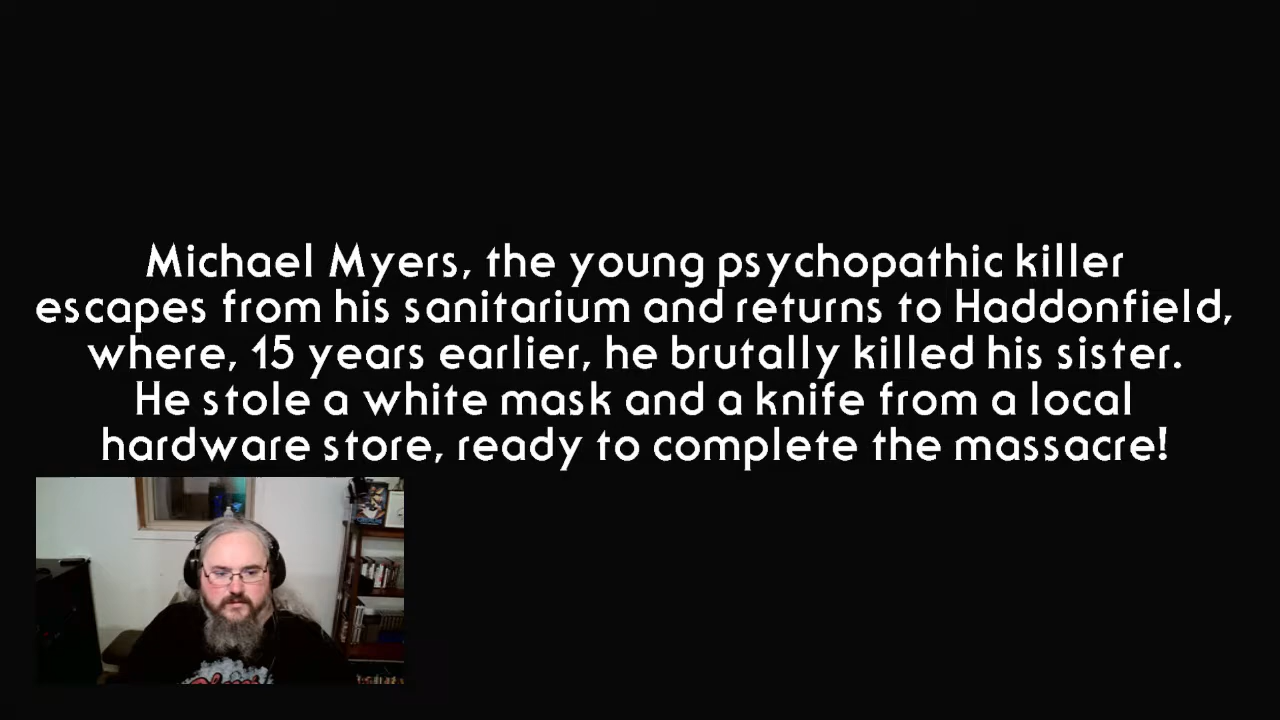 Michael Myers, the young psychopathic killer
escapes from his sanitarium and returns to Haddonfield,
where, 15 years earlier, he brutally killed his sister.
He stole a white mask and a knife from a local
hardware store, ready to complete the massacre!